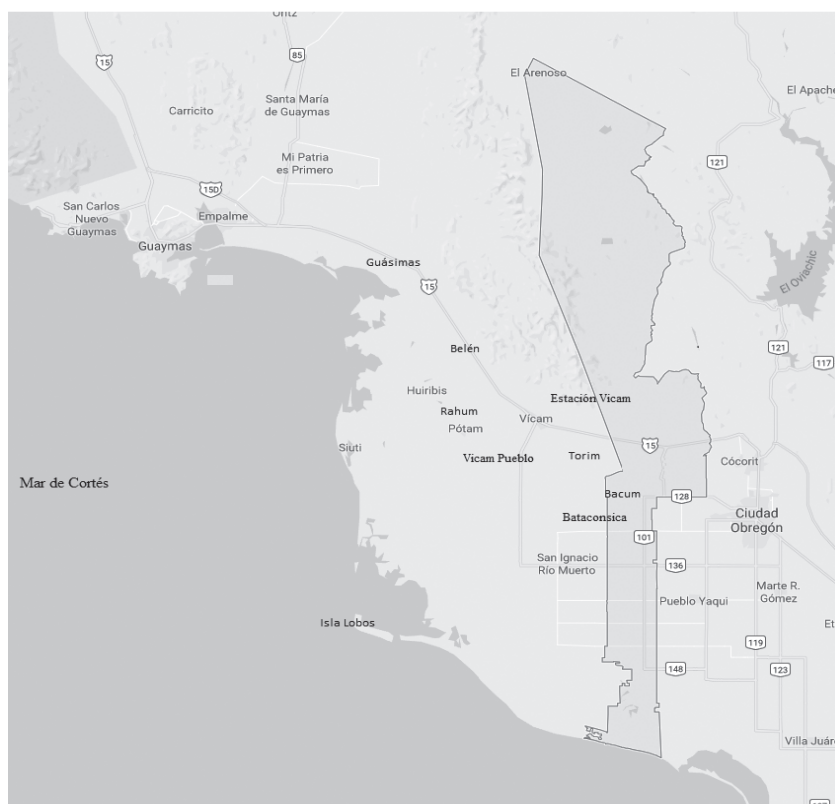 Ortiz
15
85
El Arenoso
El Apache
Carricito
Santa María
de Guaymas
Mi Patria
es Primero
121
15D
San Carlos
Nuevo
Guaymas
Empalme
Guaymas
Guásimas
El Oviachic
15
Belén
121
117
Huiribis
Estación Vicam
Rahum
Vícam
Pótam
Siuti
15
Vicam Pueblo
Torim
Cócorit
Mar de Cortés
Bacum
128
Bataconsica
Ciudad
Obregón
101
San Ignacio
Río Muerto
136
Marte R.
Gómez
Pueblo Yaqui
Isla Lobos
Et
119
148
123
Villa Juár